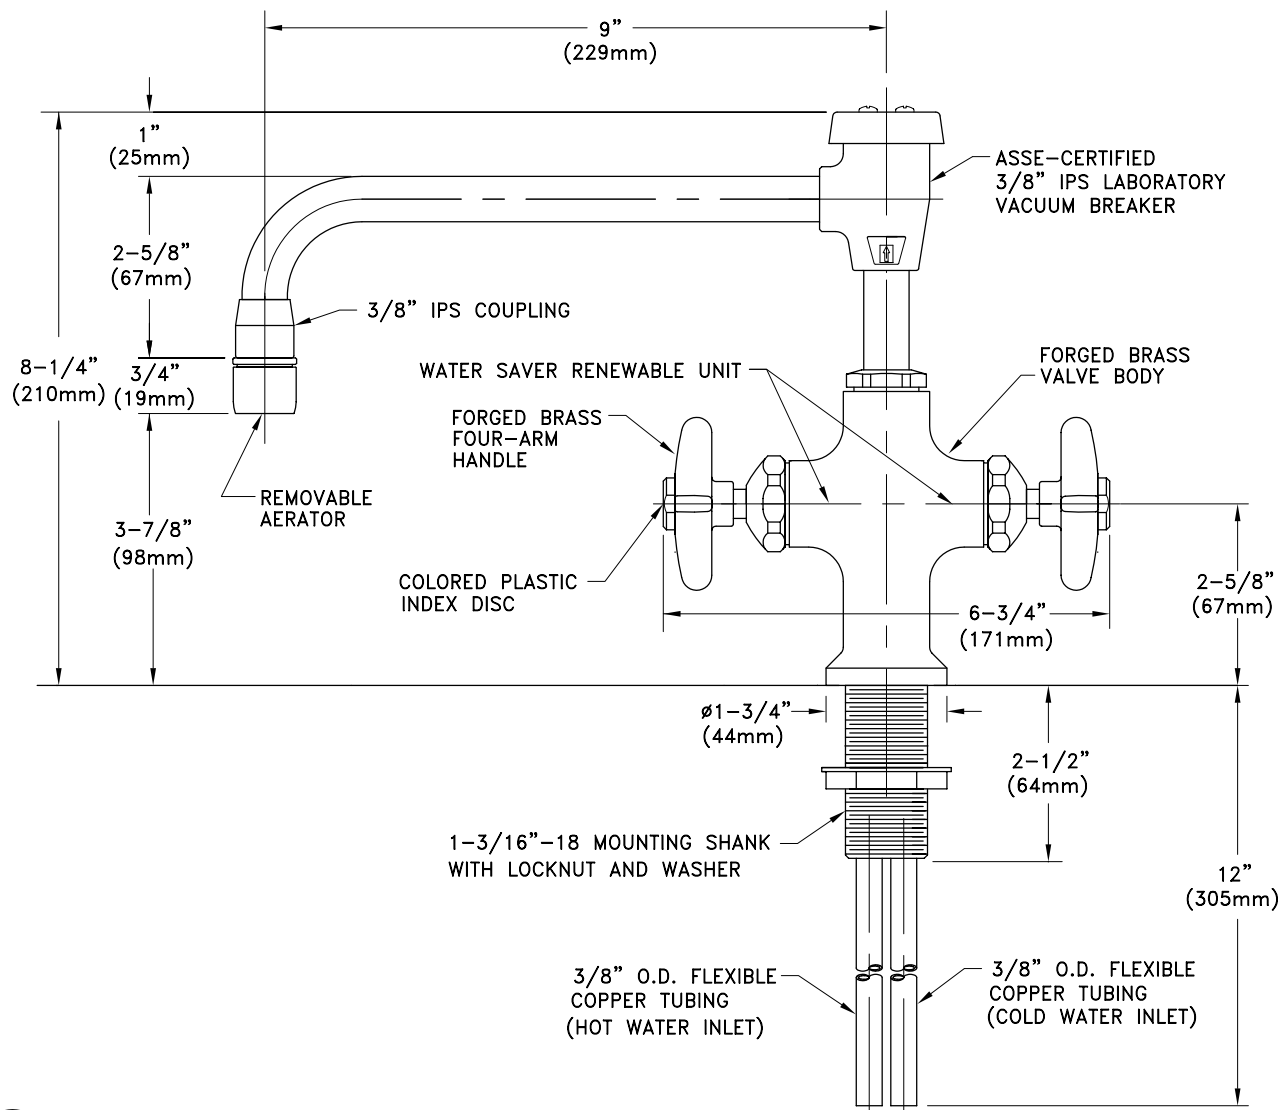 9”
(229mm)
1”
(25mm)
ASSE-CERTIFIED
3/8” IPS LABORATORY
VACUUM BREAKER
2-5/8”
(67mm)
3/8” IPS COUPLING
8-1/4”
(210mm)
3/4”
(19mm)
WATER SAVER RENEWABLE UNIT
FORGED BRASS
VALVE BODY
FORGED BRASS
FOUR-ARM
HANDLE
REMOVABLE
AERATOR
3-7/8”
(98mm)
COLORED PLASTIC
INDEX DISC
2-5/8”
(67mm)
6-3/4”
(171mm)
ø1-3/4”
(44mm)
2-1/2”
(64mm)
1-3/16”-18 MOUNTING SHANK
WITH LOCKNUT AND WASHER
12”
(305mm)
3/8” O.D. FLEXIBLE
COPPER TUBING
(HOT WATER INLET)
3/8” O.D. FLEXIBLE
COPPER TUBING
(COLD WATER INLET)